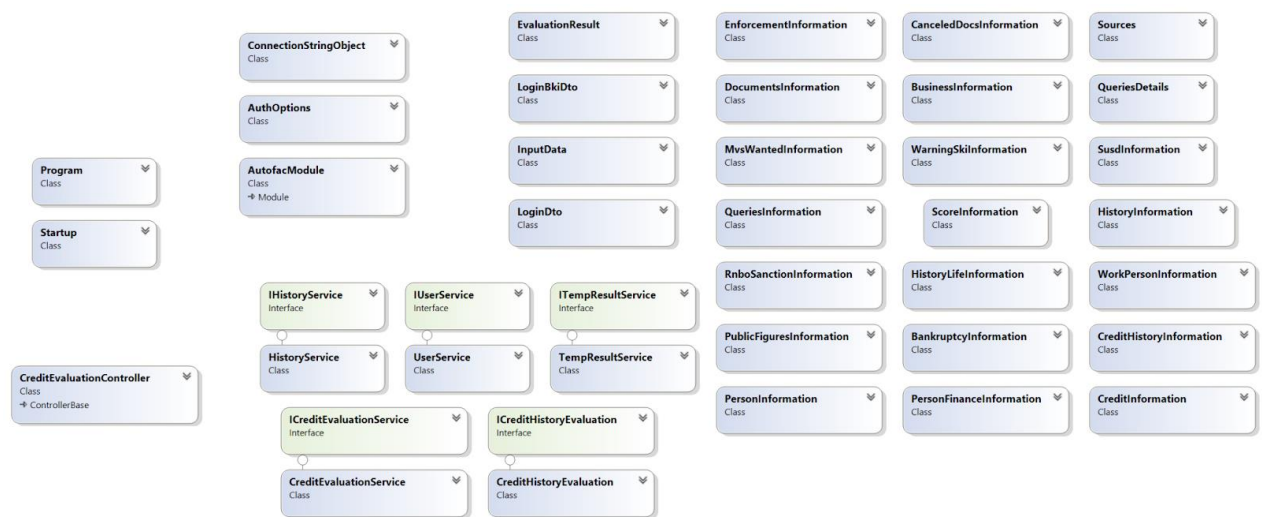 Program
Class
Startup
Class
CreditEvaluationController
Class
ControllerBase
ConnectionStringObject
Class
AuthOptions
Class
AutofacModule
Class
Module
IHistoryService
Interface
HistoryService
Class
IUserService
Interface
UserService
Class
ITempResultService
Interface
TempResultService
Class
ICreditEvaluationService
Interface
CreditEvaluationService
Class
ICreditHistoryEvaluation
Interface
CreditHistoryEvaluation
Class
EvaluationResult
Class
LoginBkiDto
Class
InputData
Class
LoginDto
Class
EnforcementInformation
Class
DocumentsInformation
Class
MvsWantedInformation
Class
QueriesInformation
Class
RnboSanctionInformation
Class
PublicFiguresInformation
Class
PersonInformation
Class
CanceledDocsInformation
Class
BusinessInformation
Class
WarningSkiInformation
Class
ScoreInformation
Class
HistoryLifeInformation
Class
BankruptcyInformation
Class
PersonFinanceInformation
Class
Sources
Class
QueriesDetails
Class
SusdInformation
Class
HistoryInformation
Class
WorkPersonInformation
Class
CreditHistoryInformation
Class
CreditInformation
Class